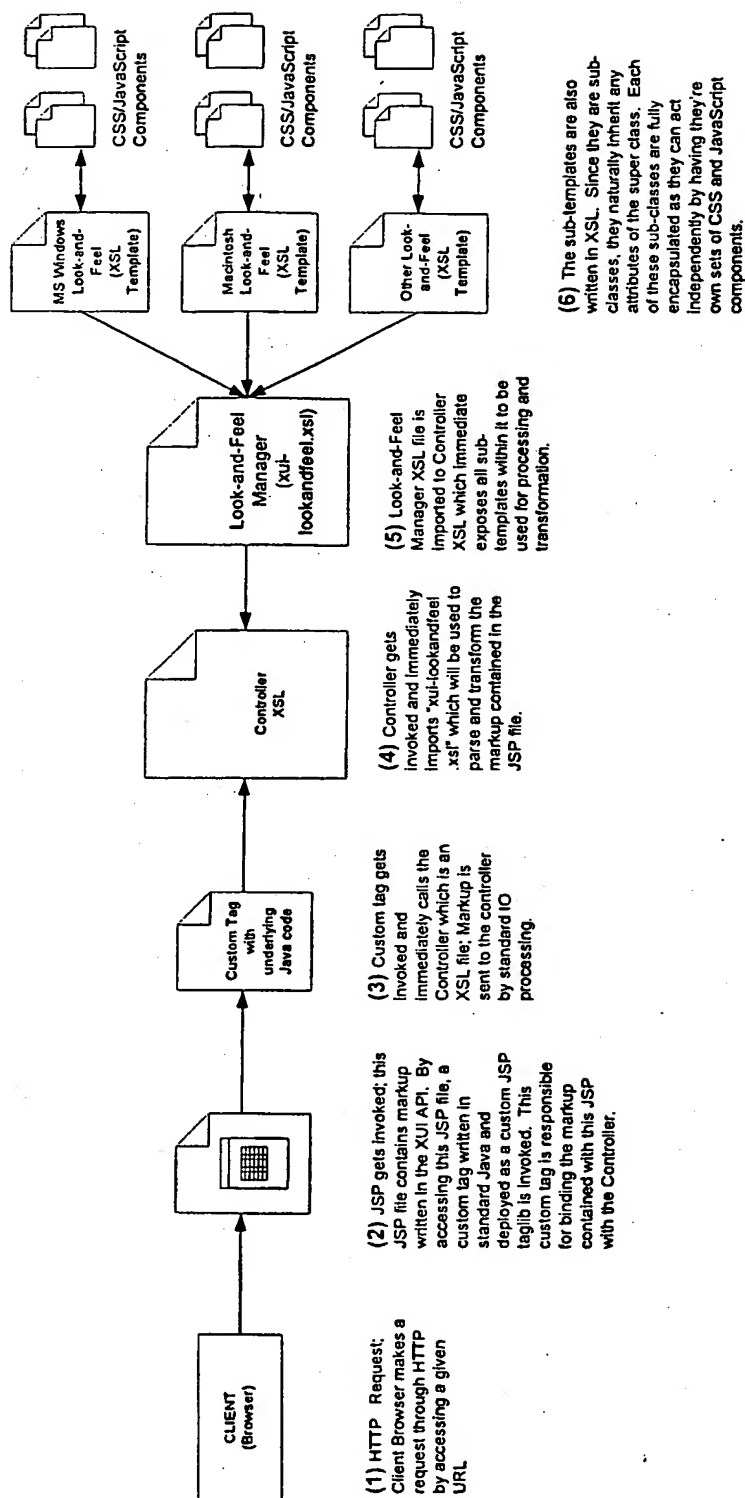 CLIENT
(Browser)
Custom Tag
with
underlying
Java code
Controller
XSL
Look-and-Feel
Manager
(xui-
lookandfeel.xsl)
MS Windows
Look-and-
Feel
(XSL
Template)
Macintosh
Look-and-
Feel
(XSL
Template)
Other Look-
and-Feel
(XSL
Template)
CSS/JavaScript
Components
CSS/JavaScript
Components
CSS/JavaScript
Components
(1) HTTP Request;
Client Browser makes a
request through HTTP
by accessing a given
URL
(2) JSP gets invoked; this
JSP file contains markup
written in the XUI API. By
accessing this JSP file, a
custom tag written in
standard Java and
deployed as a custom JSP
taglib is invoked. This
custom tag is responsible
for binding the markup
contained with this JSP
with the Controller.
(3) Custom tag gets
invoked and
immediately calls the
Controller which is an
XSL file; Markup is
sent to the controller
by standard IO
processing.
(4) Controller gets
invoked and immediately
imports "xui-lookandfeel
.xsl" which will be used to
parse and transform the
markup contained in the
JSP file.
(5) Look-and-Feel
Manager XSL file is
imported to Controller
XSL which immediate
exposes all sub-
templates within it to be
used for processing and
transformation.
(6) The sub-templates are also
written in XSL. Since they are sub-
classes, they naturally inherit any
attributes of the super class. Each
of these sub-classes are fully
encapsulated as they can act
independently by having they're
own sets of CSS and JavaScript
components.